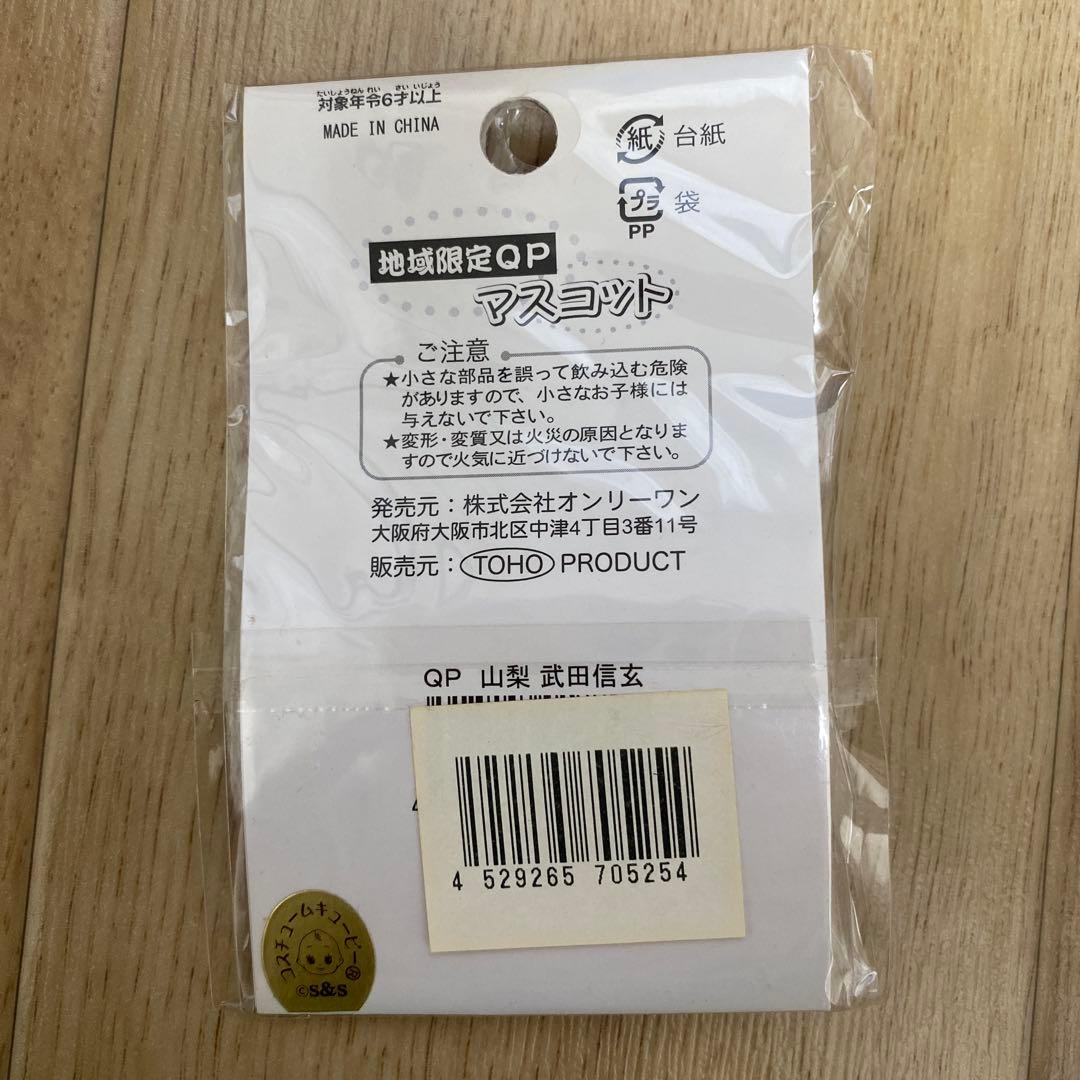 たいしょうねんれい さい いじょう
対象年令6才以上
MADE IN CHINA
紙 台紙
プラ 袋
PP
地域限定QP
マスコット
ご注意
★小さな部品を誤って飲み込む危険
がありますので、小さなお子様には
与えないで下さい。
★変形・変質又は火災の原因となりま
すので火気に近づけないで下さい。
発売元：株式会社オンリーワン
大阪府大阪市北区中津4丁目3番11号
販売元：TOHO PRODUCT
QP 山梨 武田信玄
4 529265 705254
コスチュームキューピー
©S&S